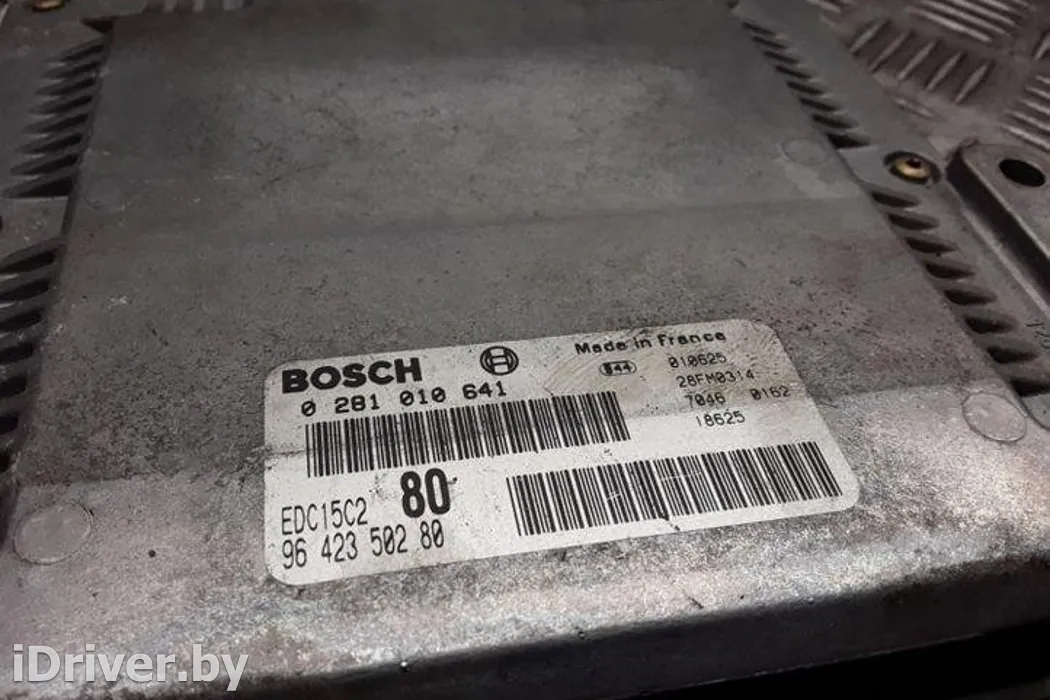 BOSCH
0 281 010 641
Made in France
010625
28FM0314
7046 0162
18625
EDC15C2 80
96 423 502 80
iDriver.by